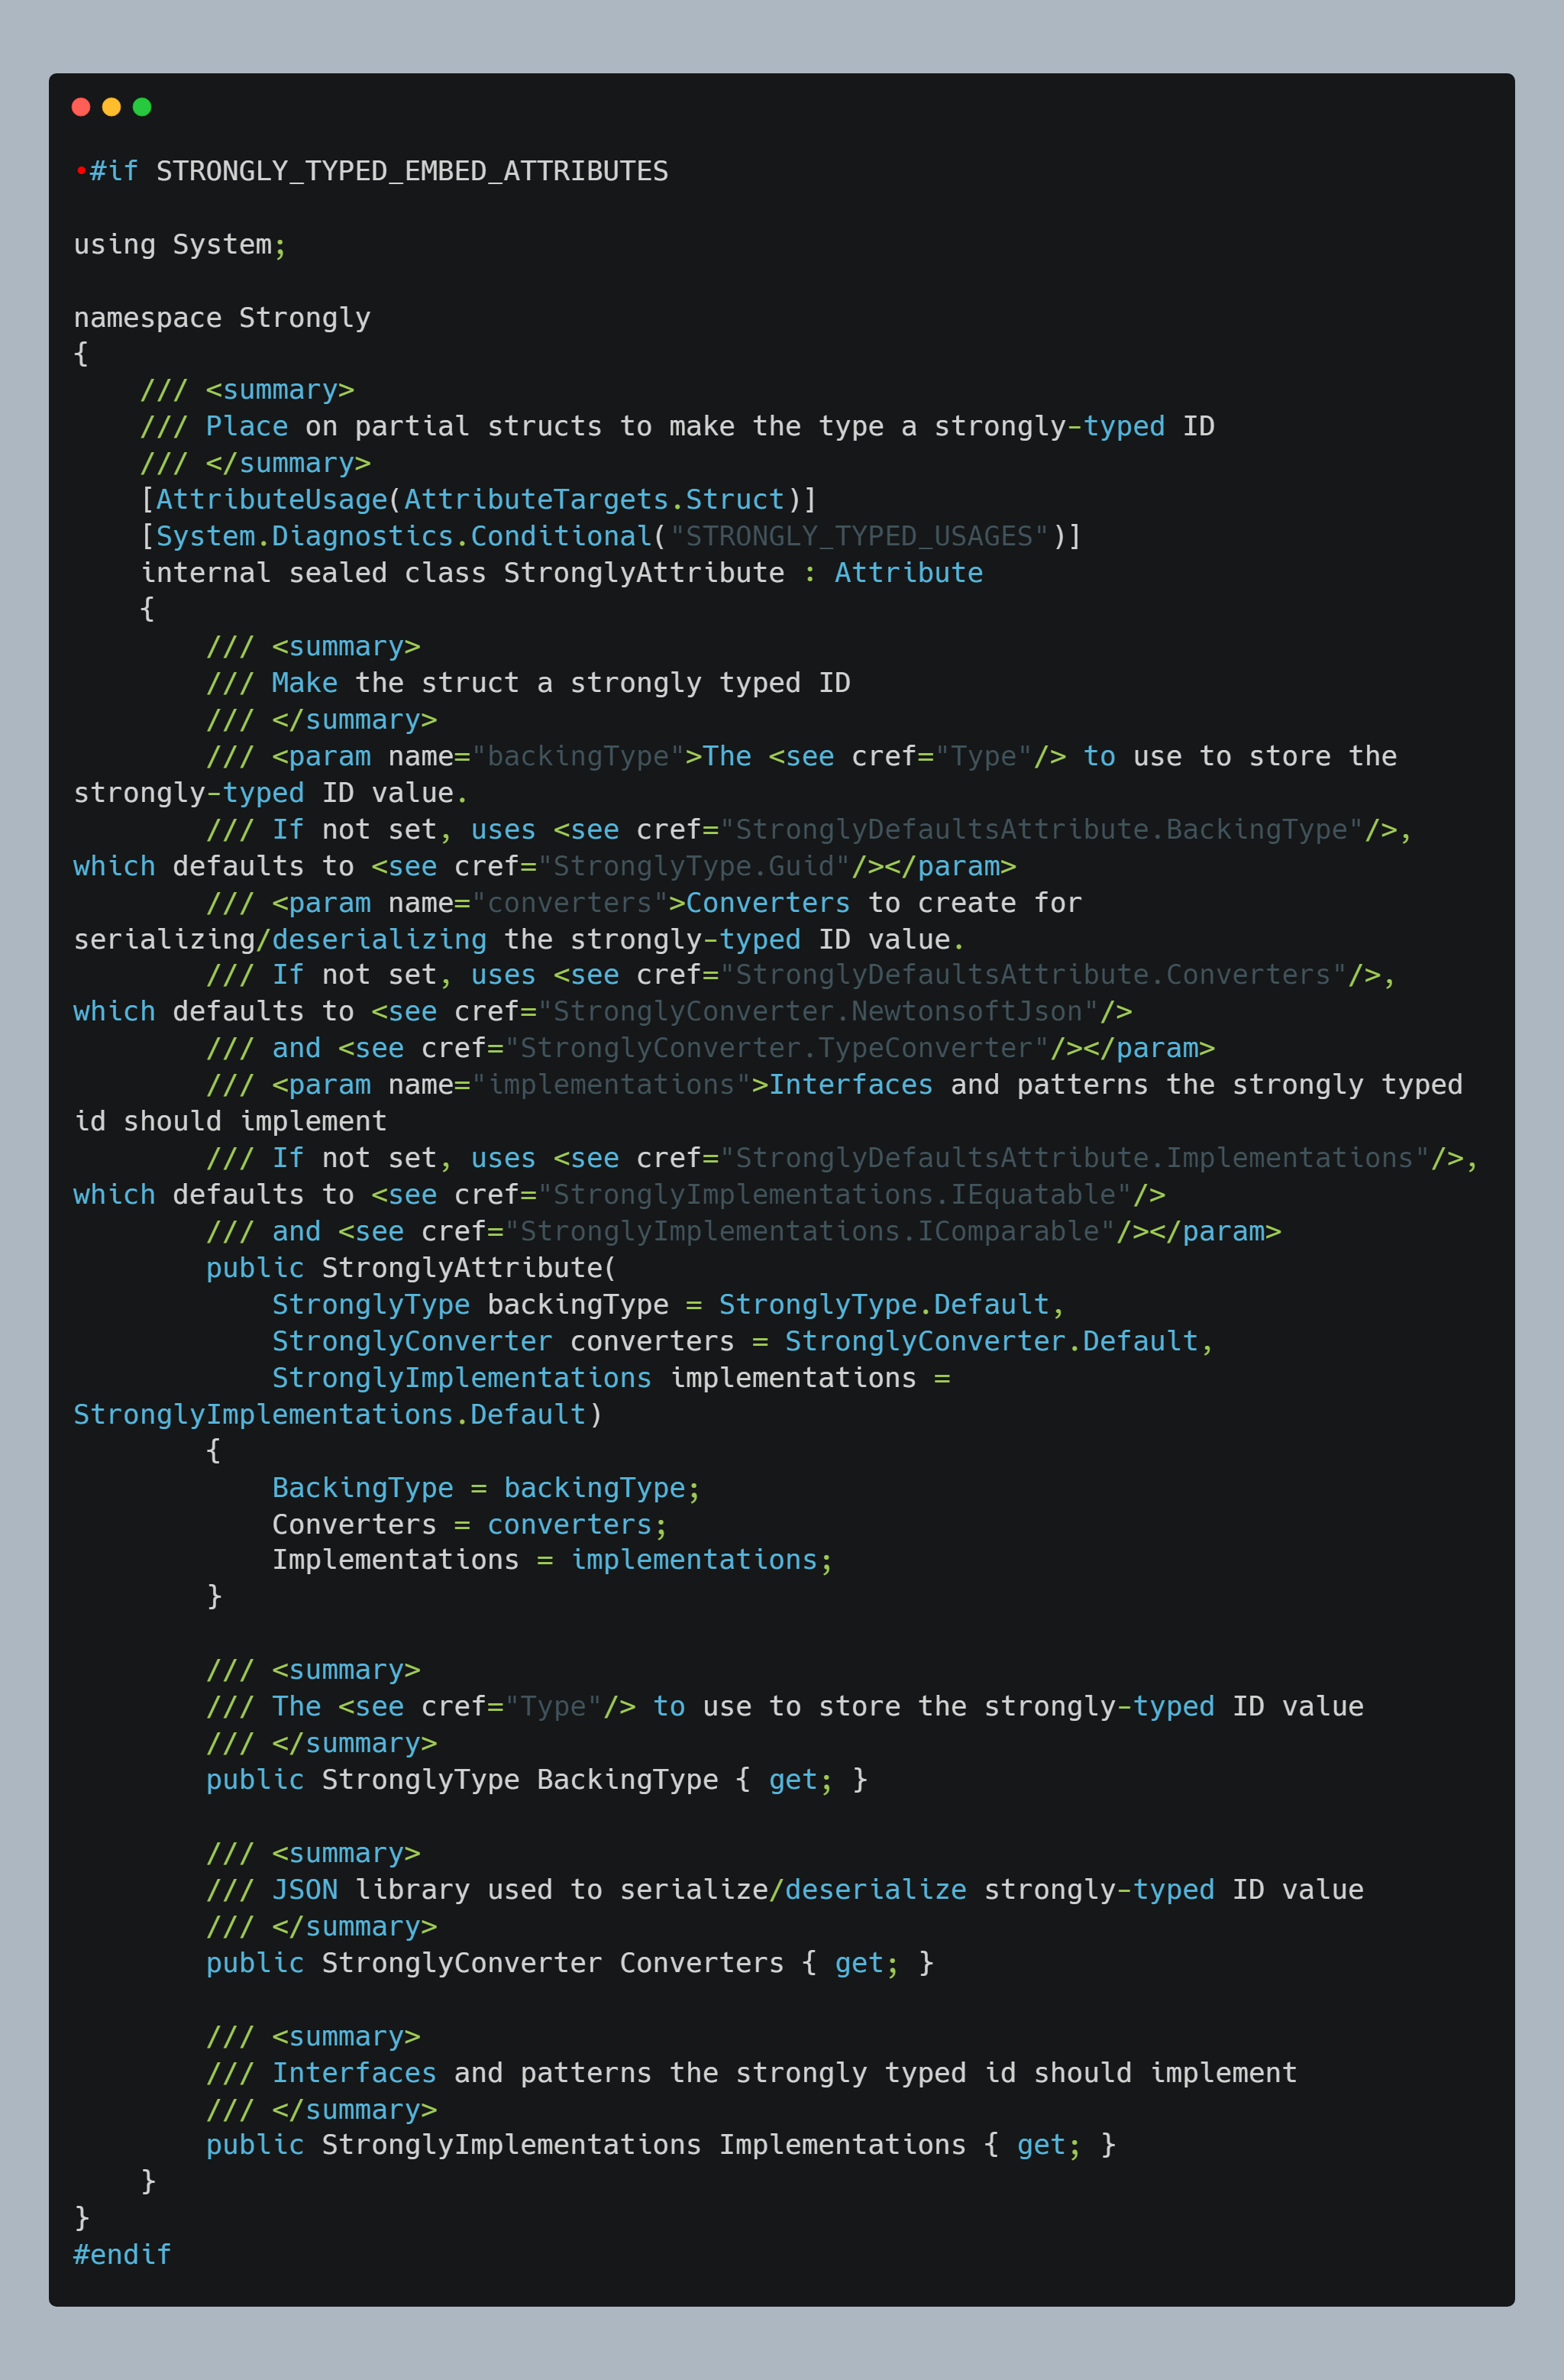 •#if STRONGLY_TYPED_EMBED_ATTRIBUTES

using System;

namespace Strongly
{
    /// <summary>
    /// Place on partial structs to make the type a strongly-typed ID
    /// </summary>
    [AttributeUsage(AttributeTargets.Struct)]
    [System.Diagnostics.Conditional("STRONGLY_TYPED_USAGES")]
    internal sealed class StronglyAttribute : Attribute
    {
        /// <summary>
        /// Make the struct a strongly typed ID
        /// </summary>
        /// <param name="backingType">The <see cref="Type"/> to use to store the
strongly-typed ID value.
        /// If not set, uses <see cref="StronglyDefaultsAttribute.BackingType"/>,
which defaults to <see cref="StronglyType.Guid"/></param>
        /// <param name="converters">Converters to create for
serializing/deserializing the strongly-typed ID value.
        /// If not set, uses <see cref="StronglyDefaultsAttribute.Converters"/>,
which defaults to <see cref="StronglyConverter.NewtonsoftJson"/>
        /// and <see cref="StronglyConverter.TypeConverter"/></param>
        /// <param name="implementations">Interfaces and patterns the strongly typed
id should implement
        /// If not set, uses <see cref="StronglyDefaultsAttribute.Implementations"/>,
which defaults to <see cref="StronglyImplementations.IEquatable"/>
        /// and <see cref="StronglyImplementations.IComparable"/></param>
        public StronglyAttribute(
            StronglyType backingType = StronglyType.Default,
            StronglyConverter converters = StronglyConverter.Default,
            StronglyImplementations implementations =
StronglyImplementations.Default)
        {
            BackingType = backingType;
            Converters = converters;
            Implementations = implementations;
        }

        /// <summary>
        /// The <see cref="Type"/> to use to store the strongly-typed ID value
        /// </summary>
        public StronglyType BackingType { get; }

        /// <summary>
        /// JSON library used to serialize/deserialize strongly-typed ID value
        /// </summary>
        public StronglyConverter Converters { get; }

        /// <summary>
        /// Interfaces and patterns the strongly typed id should implement
        /// </summary>
        public StronglyImplementations Implementations { get; }
    }
}
#endif